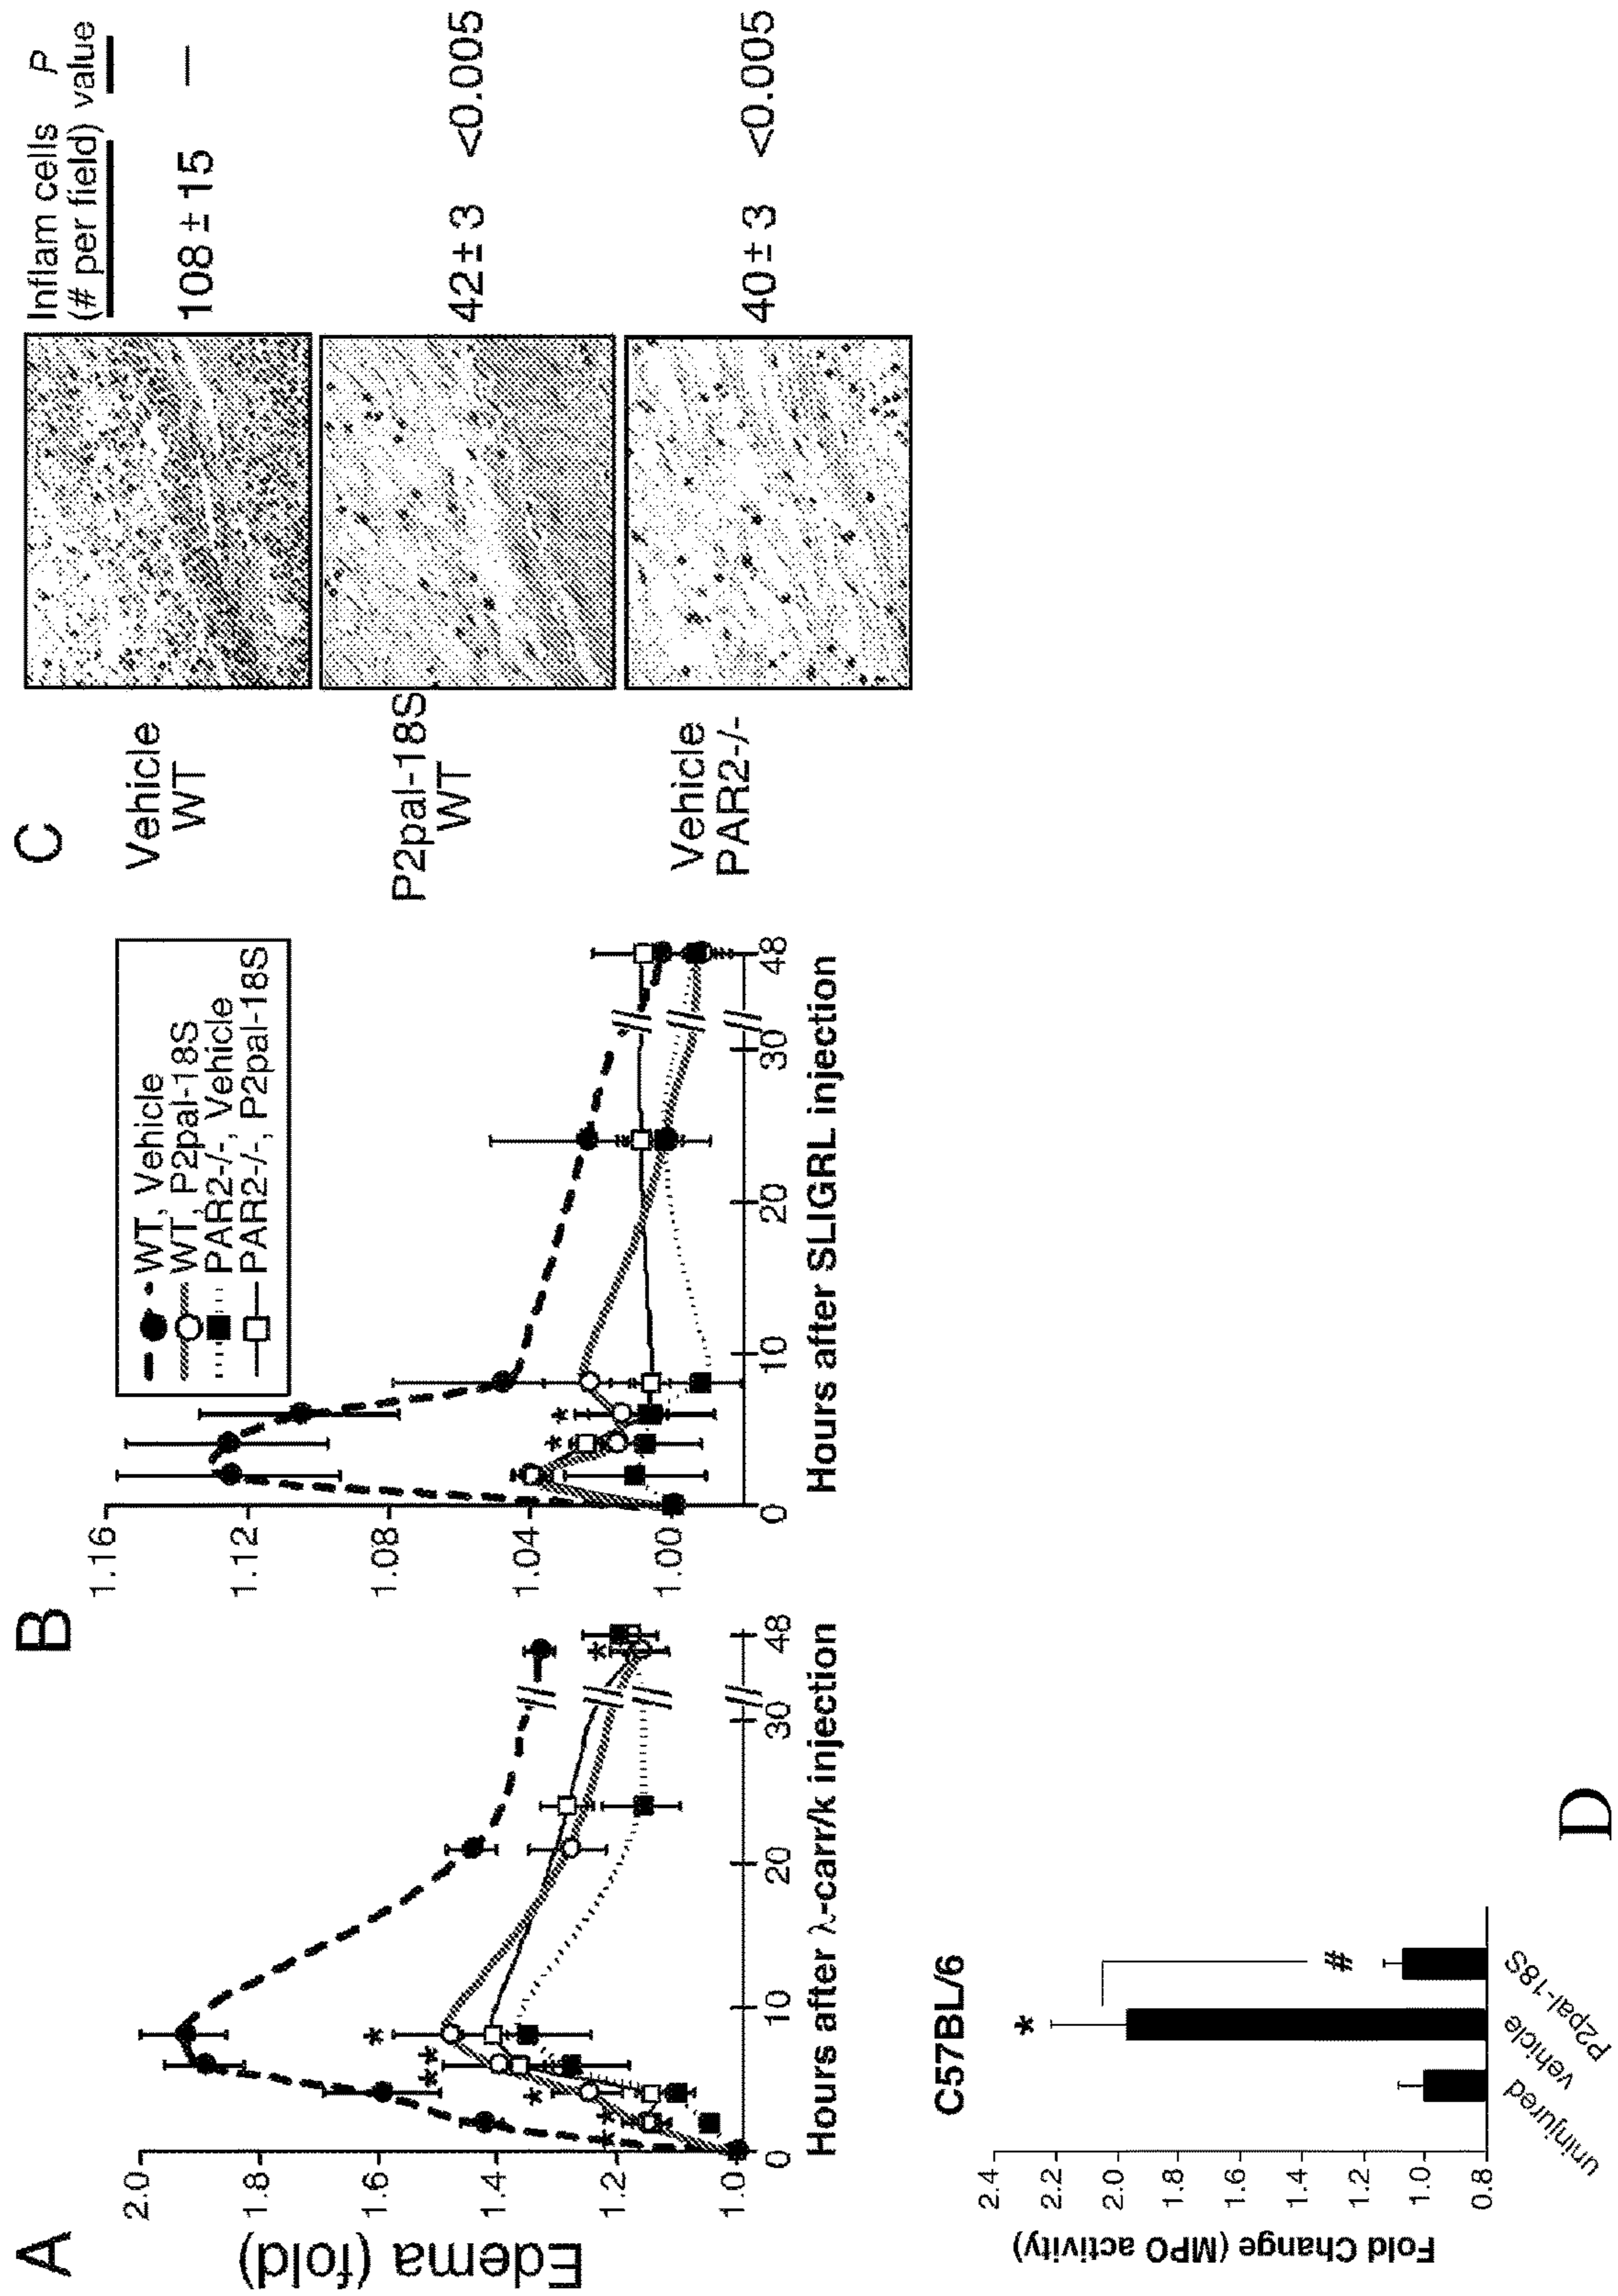 A
Edema (fold)
2.0
1.8
1.6
1.4
1.2
1.0
0
10
20
30
48
Hours after λ-carr/k injection
*
*
*
*
*
*
*
*
B
1.16
1.12
1.08
1.04
1.00
WT, Vehicle
WT, P2pal-18S
PAR2-/-, Vehicle
PAR2-/-, P2pal-18S
*
*
0
10
20
30
48
Hours after SLIGRL injection
C
Inflam cells
(# per field)
P
value
Vehicle
WT
108 ± 15 —
P2pal-18S
WT
42 ± 3 <0.005
Vehicle
PAR2-/-
40 ± 3 <0.005
C57BL/6
Fold Change (MPO activity)
2.4
2.2
2.0
1.8
1.6
1.4
1.2
1.0
0.8
*
#
uninjured
vehicle
P2pal-18S
D